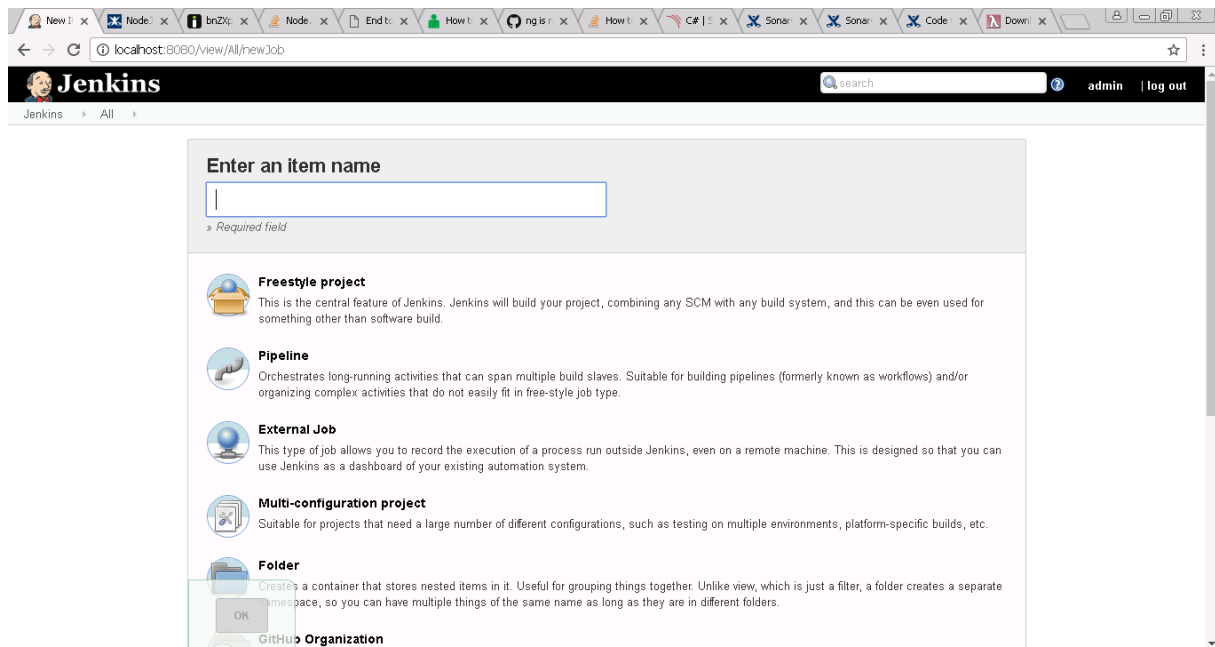 New It
NodeJ
bnZXp
Node.
End to
How to
ng is n
How to
C# | S
Sonar
Sonar
Code
Downl
localhost:8080/view/All/newJob
Jenkins
search
admin | log out
Jenkins All
Enter an item name
» Required field
Freestyle project
This is the central feature of Jenkins. Jenkins will build your project, combining any SCM with any build system, and this can be even used for
something other than software build.
Pipeline
Orchestrates long-running activities that can span multiple build slaves. Suitable for building pipelines (formerly known as workflows) and/or
organizing complex activities that do not easily fit in free-style job type.
External Job
This type of job allows you to record the execution of a process run outside Jenkins, even on a remote machine. This is designed so that you can
use Jenkins as a dashboard of your existing automation system.
Multi-configuration project
Suitable for projects that need a large number of different configurations, such as testing on multiple environments, platform-specific builds, etc.
Folder
Creates a container that stores nested items in it. Useful for grouping things together. Unlike view, which is just a filter, a folder creates a separate
namespace, so you can have multiple things of the same name as long as they are in different folders.
OK
GitHub Organization